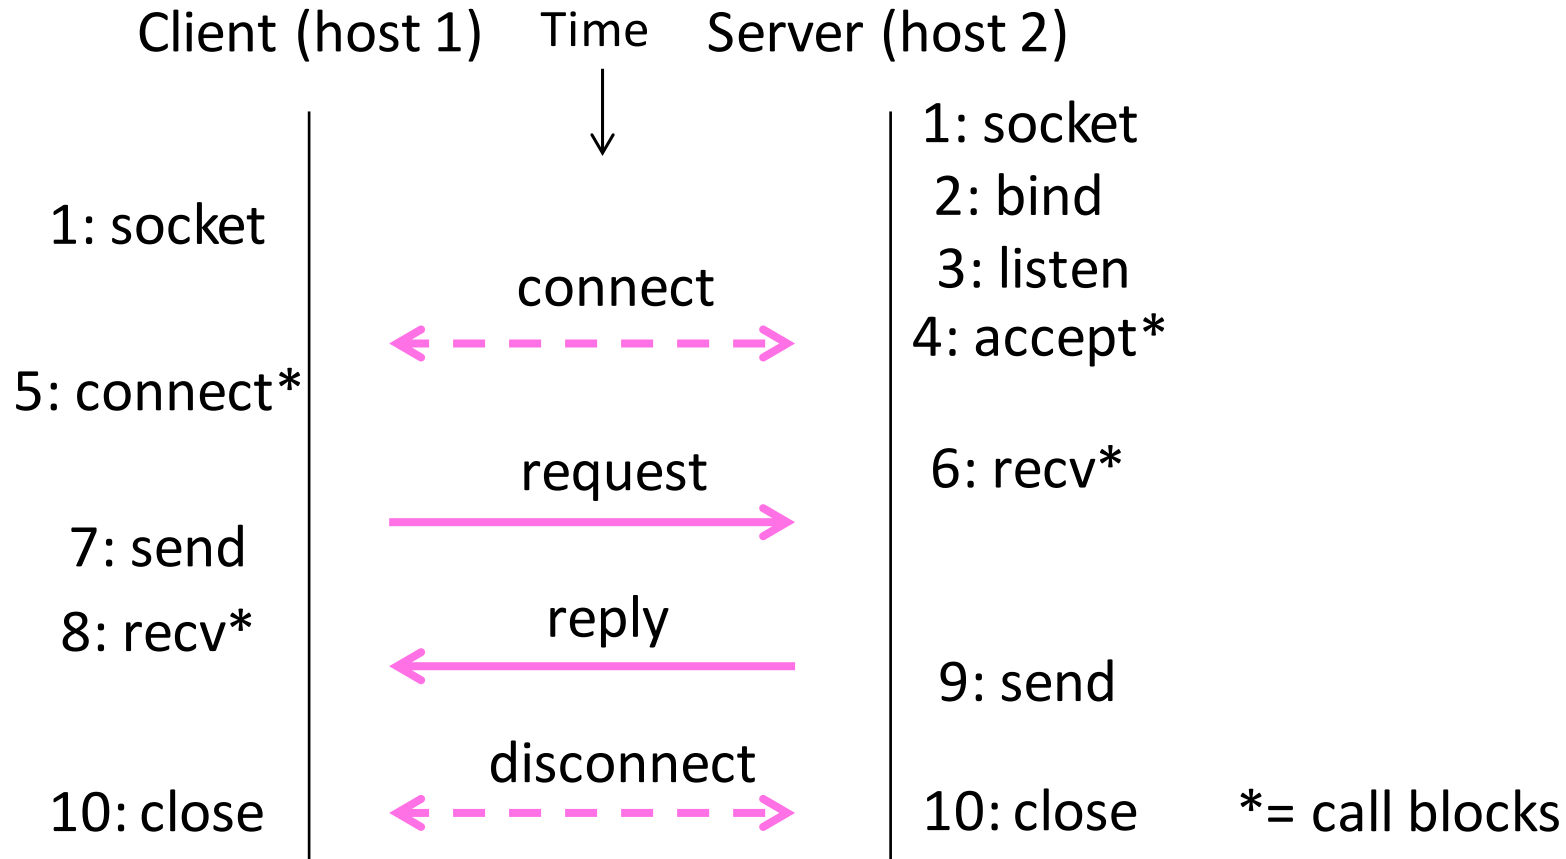 Client (host 1) Time Server (host 2)
1: socket
1: socket
2: bind
3: listen
connect
4: accept*
5: connect*
request
6: recv*
7: send
reply
8: recv*
9: send
disconnect
10: close
10: close
*= call blocks